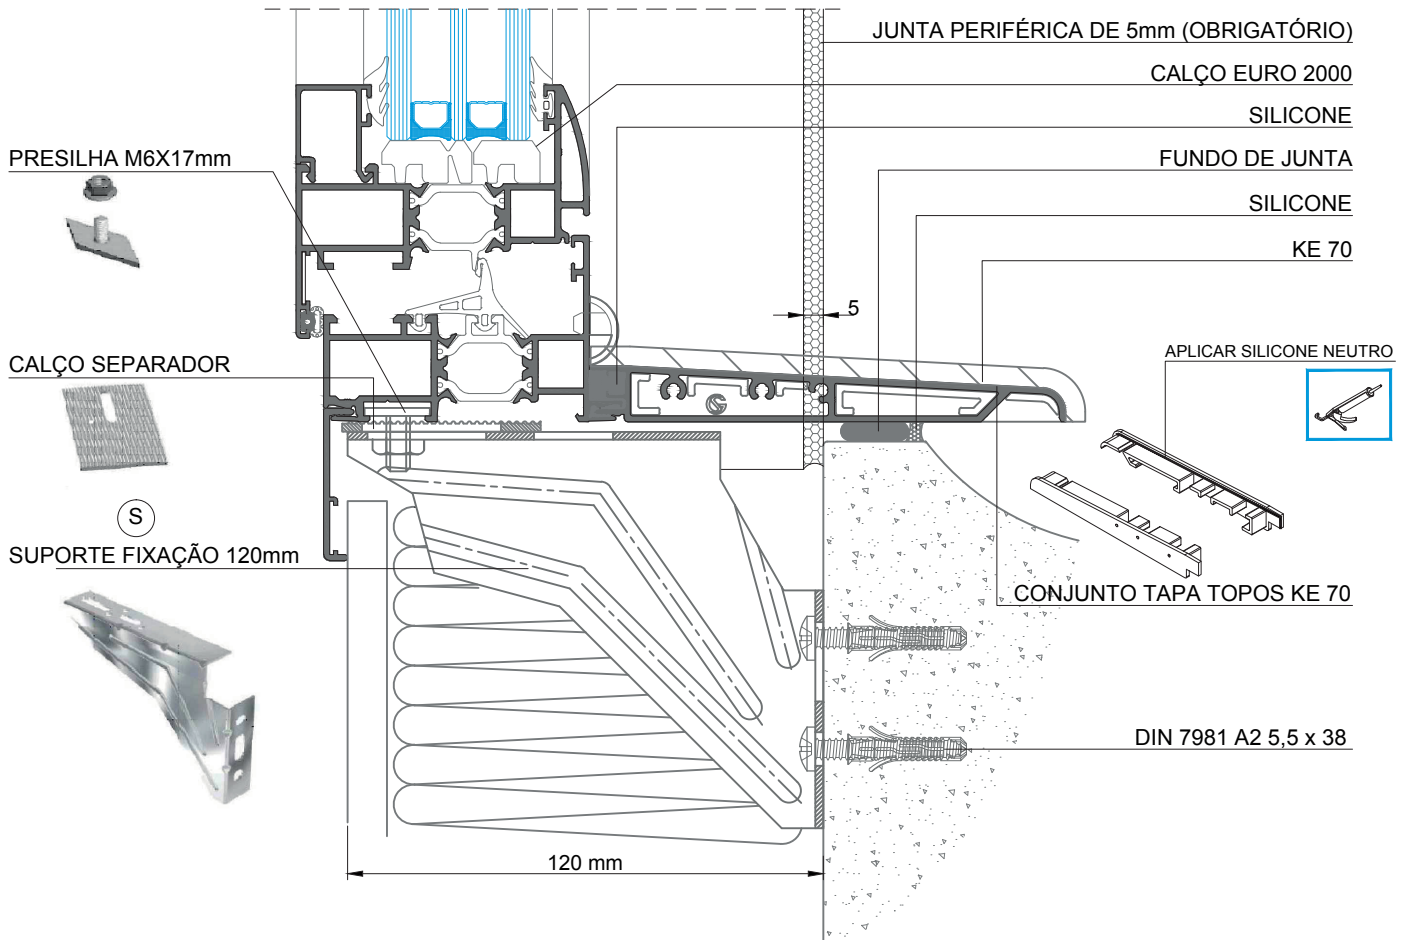 JUNTA PERIFÉRICA DE 5mm (OBRIGATÓRIO)
CALÇO EURO 2000
SILICONE
PRESILHA M6X17mm
FUNDO DE JUNTA
SILICONE
KE 70
5
CALÇO SEPARADOR
APLICAR SILICONE NEUTRO
S
SUPORTE FIXAÇÃO 120mm
CONJUNTO TAPA TOPOS KE 70
DIN 7981 A2 5,5 x 38
120 mm